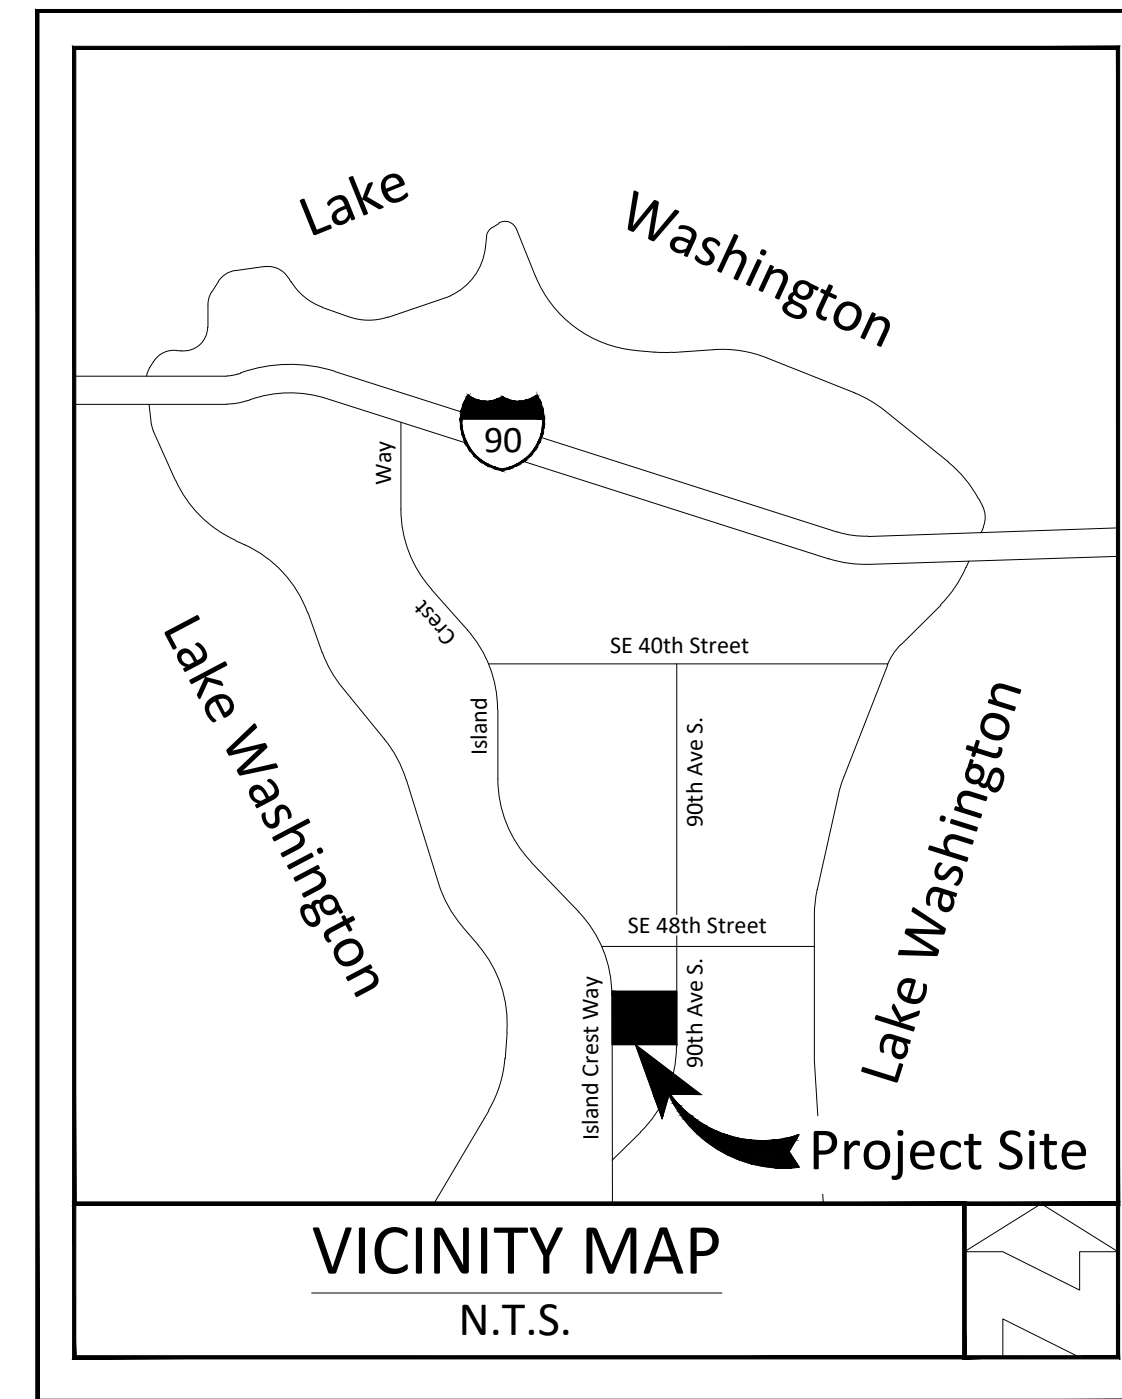 Lake
Washington
90
Way
Crest
SE 40th Street
Island
90th Ave S.
Lake Washington
Lake Washington
SE 48th Street
Island Crest Way
90th Ave S.
Project Site
VICINITY MAP
N.T.S.